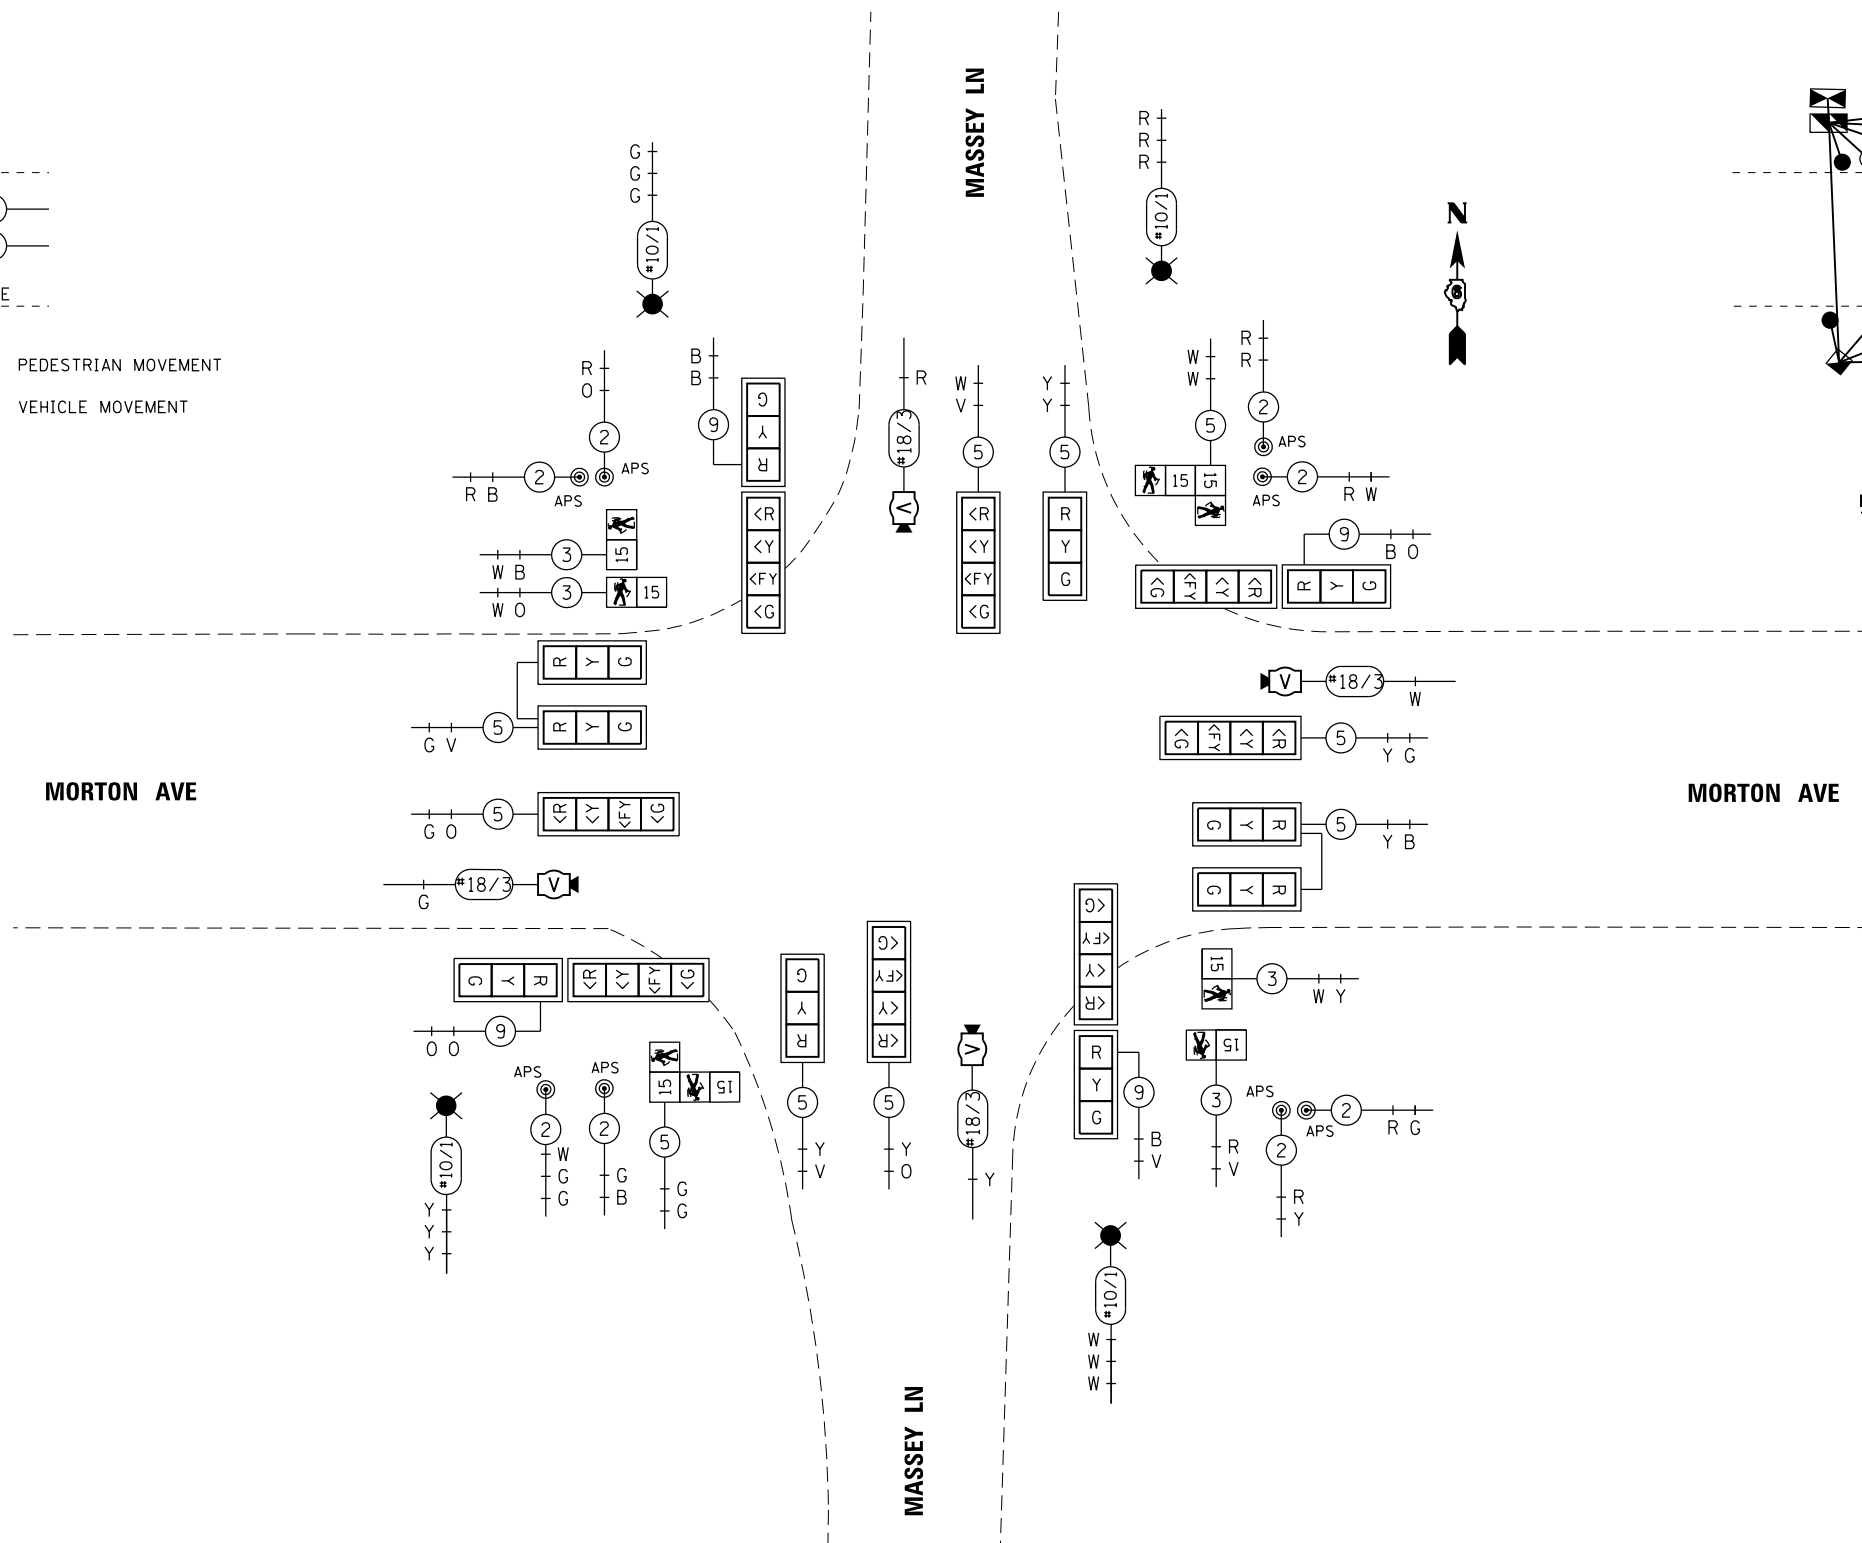 MASSEY LN
R
R
R
G
G
G
#10/1
#10/1
N
E
PEDESTRIAN MOVEMENT
VEHICLE MOVEMENT
R
O
B
B
R
W
V
Y
Y
W
W
R
R
2
9
#18/3
5
5
5
2
APS
APS
R B
2
APS
APS
2
R W
G
Y
R
V
<R
<Y
<FY
<G
<R
<Y
<FY
<G
R
Y
G
15
15
9
B O
15
3
W B
15
3
W O
<G <FY <Y <R
R Y G
R Y G
V
#18/3
W
R Y G
5
G V
<G <FY <Y <R
5
Y G
MORTON AVE
MORTON AVE
<R <Y <FY <G
5
G O
G Y R
5
Y B
G Y R
#18/3
V
G
<G
<FY
<Y
<R
G Y R
<R <Y <FY <G
9
O O
G
Y
R
<G
<FY
<Y
<R
15
3
W Y
V
R
Y
G
15
APS
APS
15
15
9
3
APS
APS
2
R G
2
2
5
5
5
#18/3
2
#10/1
W
G
G
G
B
G
G
Y
V
Y
O
Y
B
V
R
V
R
Y
Y
Y
Y
#10/1
W
W
W
MASSEY LN